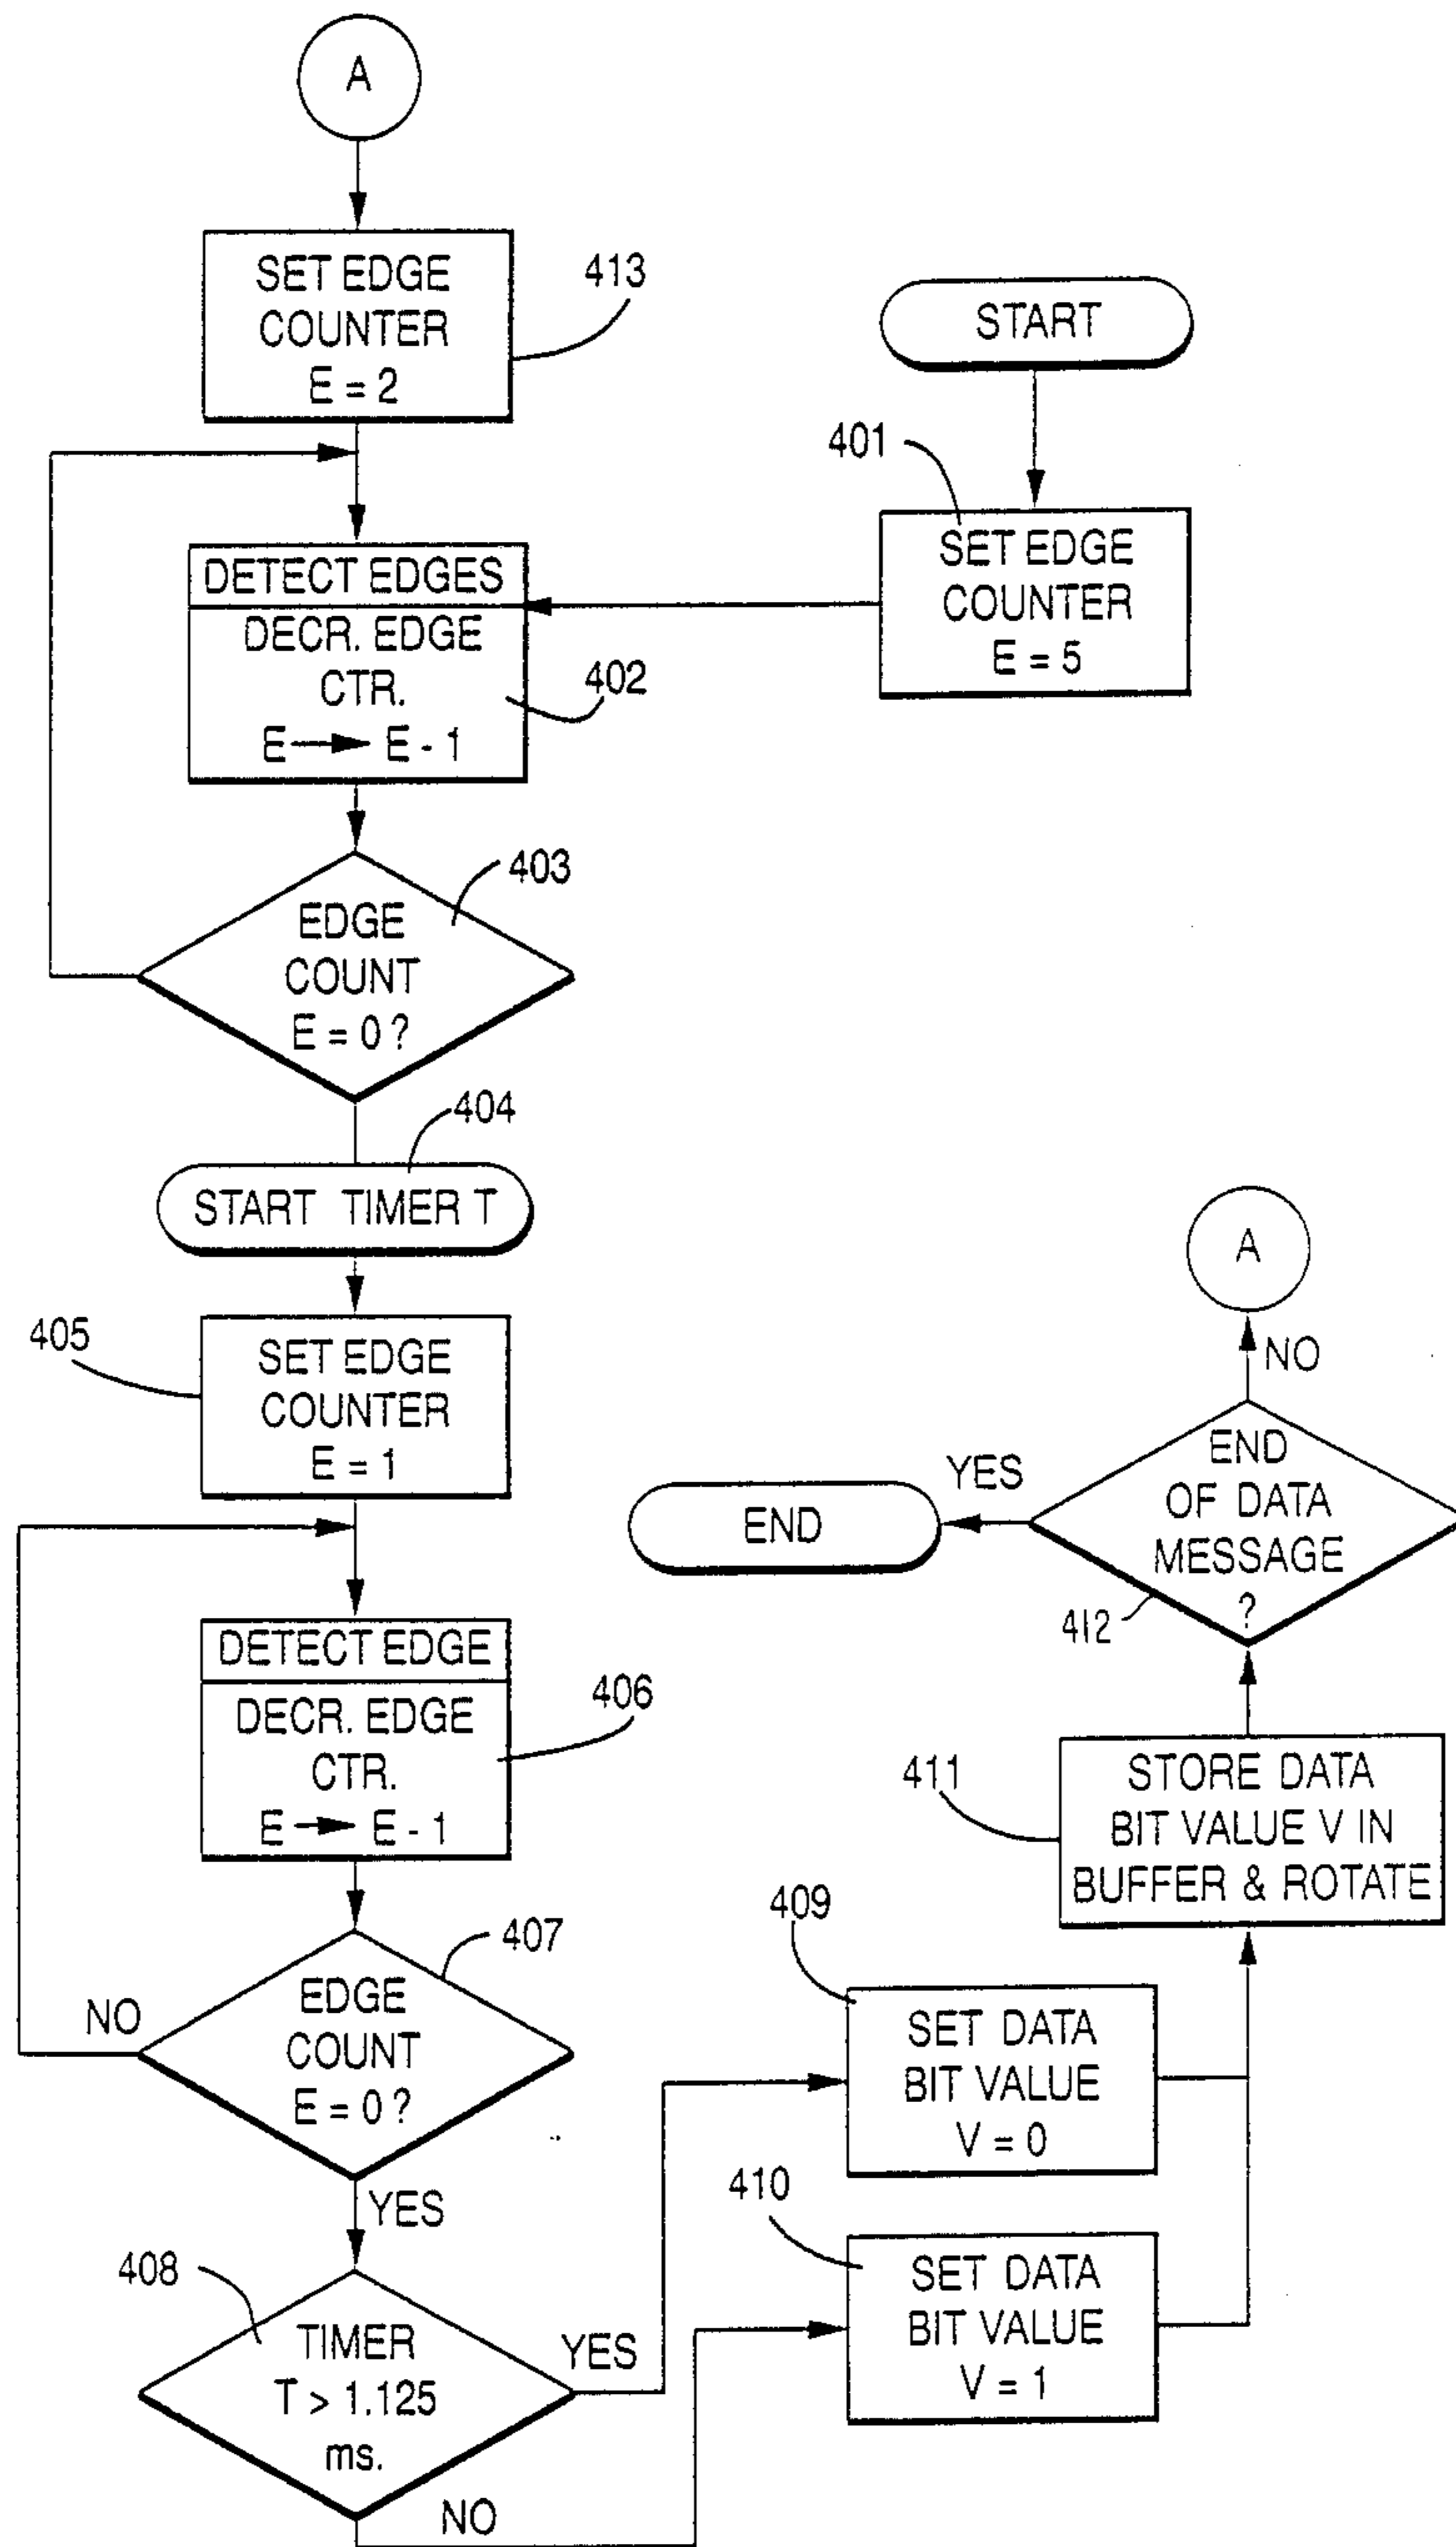 A
SET EDGE
COUNTER
E = 2
413
START
401
SET EDGE
COUNTER
E = 5
DETECT EDGES
DECR. EDGE
CTR.
E → E - 1
402
403
EDGE
COUNT
E = 0 ?
404
START TIMER T
405
SET EDGE
COUNTER
E = 1
DETECT EDGE
DECR. EDGE
CTR.
E → E - 1
406
407
EDGE
COUNT
E = 0 ?
NO
YES
408
TIMER
T > 1.125
ms.
YES
NO
409
SET DATA
BIT VALUE
V = 0
410
SET DATA
BIT VALUE
V = 1
411
STORE DATA
BIT VALUE V IN
BUFFER & ROTATE
412
END
OF DATA
MESSAGE
?
YES
END
NO
A